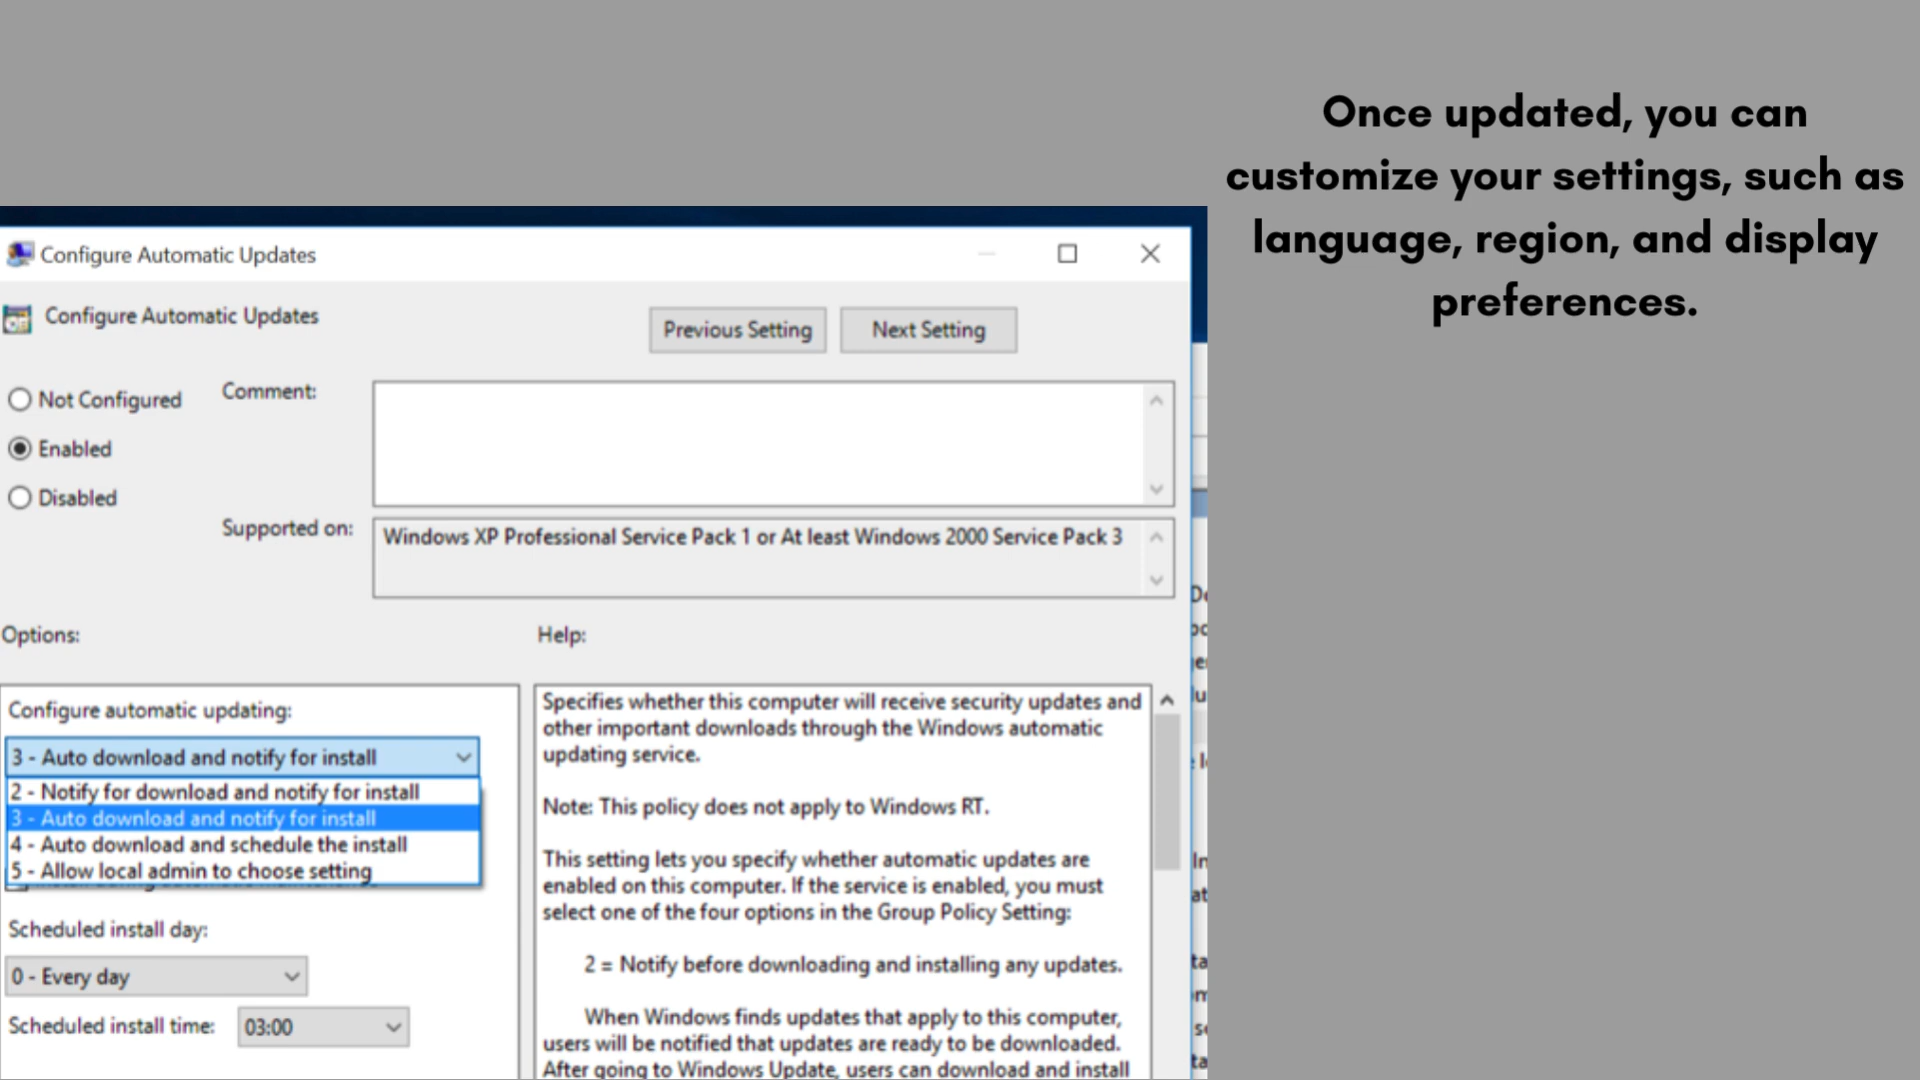 Once updated, you can
customize your settings, such as
language, region, and display
preferences.
Configure Automatic Updates
Configure Automatic Updates
Previous Setting
Next Setting
Not Configured
Enabled
Disabled
Comment:
Supported on:
Windows XP Professional Service Pack 1 or At least Windows 2000 Service Pack 3
Options:
Help:
Configure automatic updating:
3 - Auto download and notify for install
2 - Notify for download and notify for install
3 - Auto download and notify for install
4 - Auto download and schedule the install
5 - Allow local admin to choose setting
Scheduled install day:
0 - Every day
Scheduled install time:
03:00
Specifies whether this computer will receive security updates and
other important downloads through the Windows automatic
updating service.
Note: This policy does not apply to Windows RT.
This setting lets you specify whether automatic updates are
enabled on this computer. If the service is enabled, you must
select one of the four options in the Group Policy Setting:
2 = Notify before downloading and installing any updates.
When Windows finds updates that apply to this computer,
users will be notified that updates are ready to be downloaded.
After going to Windows Update, users can download and install